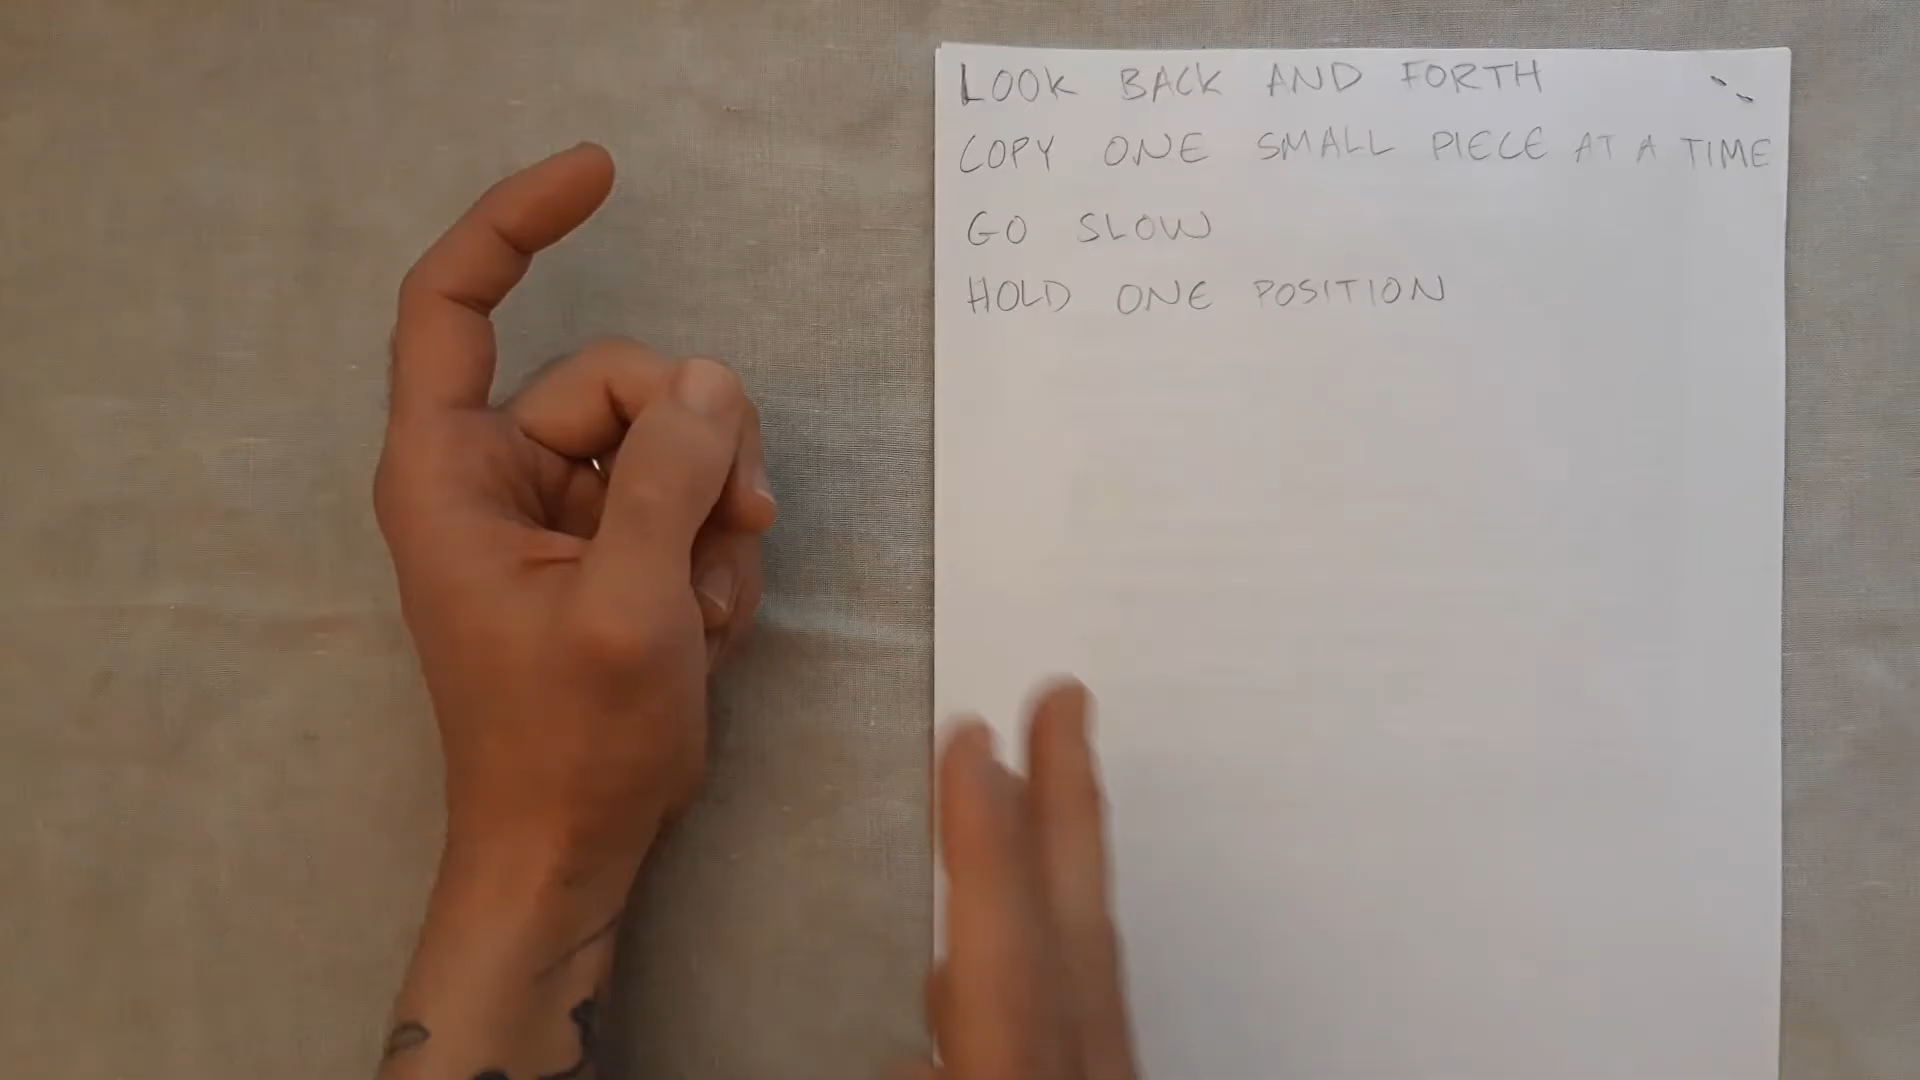 LOOK BACK AND FORTH
COPY ONE SMALL PIECE AT A TIME
GO SLOW
HOLD ONE POSITION